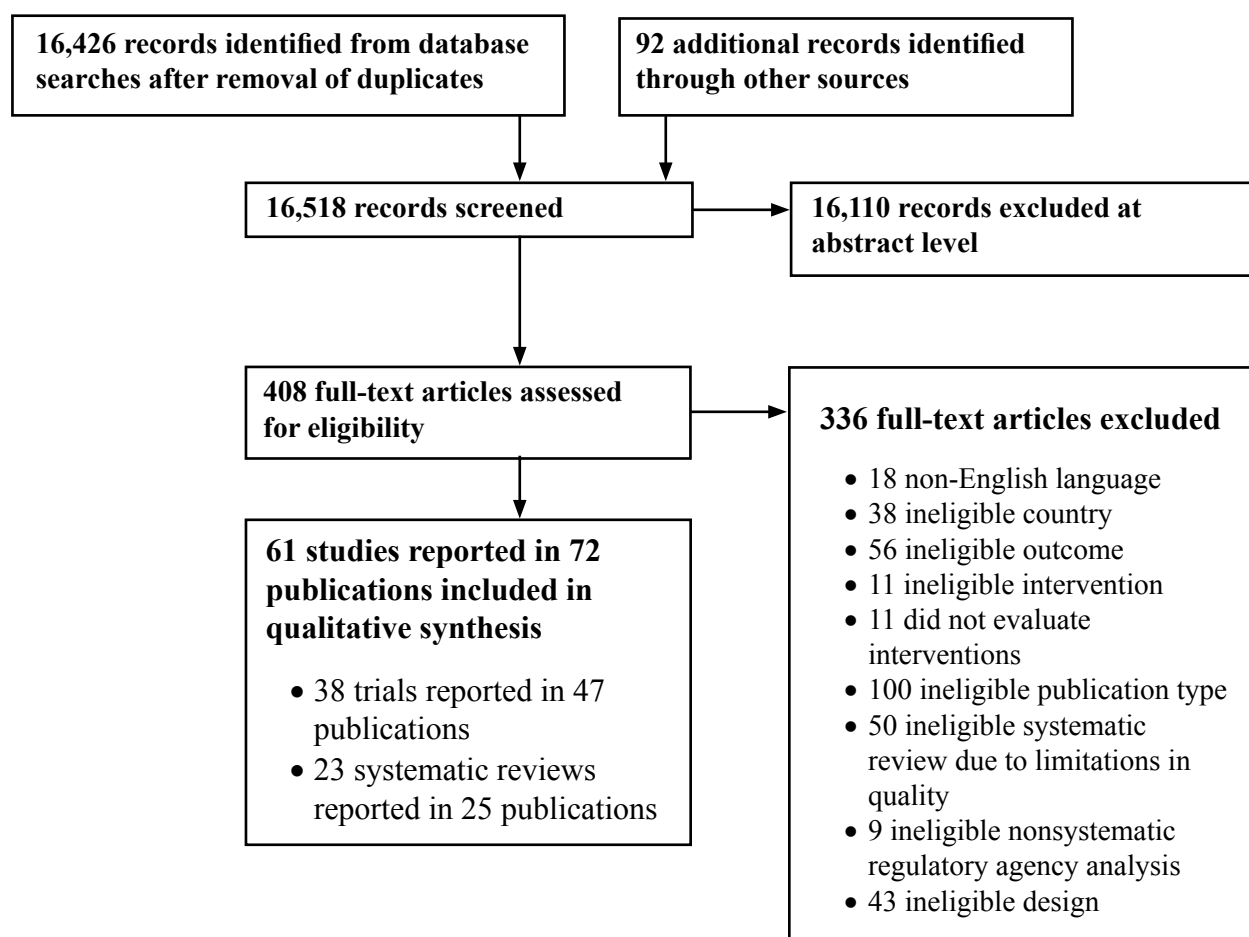 16,426 records identified from database
searches after removal of duplicates
92 additional records identified
through other sources
16,518 records screened
16,110 records excluded at
abstract level
408 full-text articles assessed
for eligibility
336 full-text articles excluded
• 18 non-English language
• 38 ineligible country
• 56 ineligible outcome
• 11 ineligible intervention
• 11 did not evaluate
interventions
• 100 ineligible publication type
• 50 ineligible systematic
review due to limitations in
quality
• 9 ineligible nonsystematic
regulatory agency analysis
• 43 ineligible design
61 studies reported in 72
publications included in
qualitative synthesis
• 38 trials reported in 47
publications
• 23 systematic reviews
reported in 25 publications